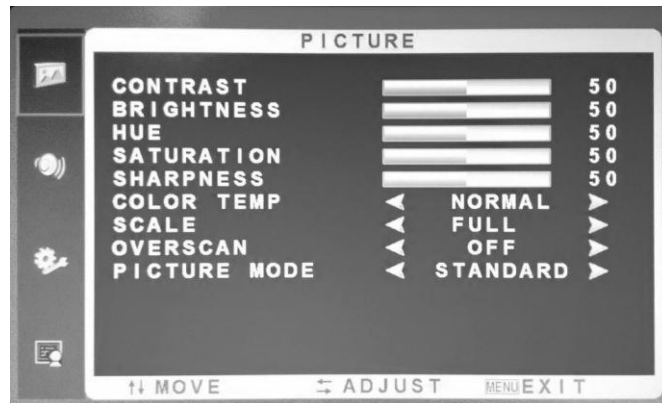 PICTURE
CONTRAST 50
BRIGHTNESS 50
HUE 50
SATURATION 50
SHARPNESS 50
COLOR TEMP NORMAL
SCALE FULL
OVERSCAN OFF
PICTURE MODE STANDARD
MOVE ADJUST MENU EXIT